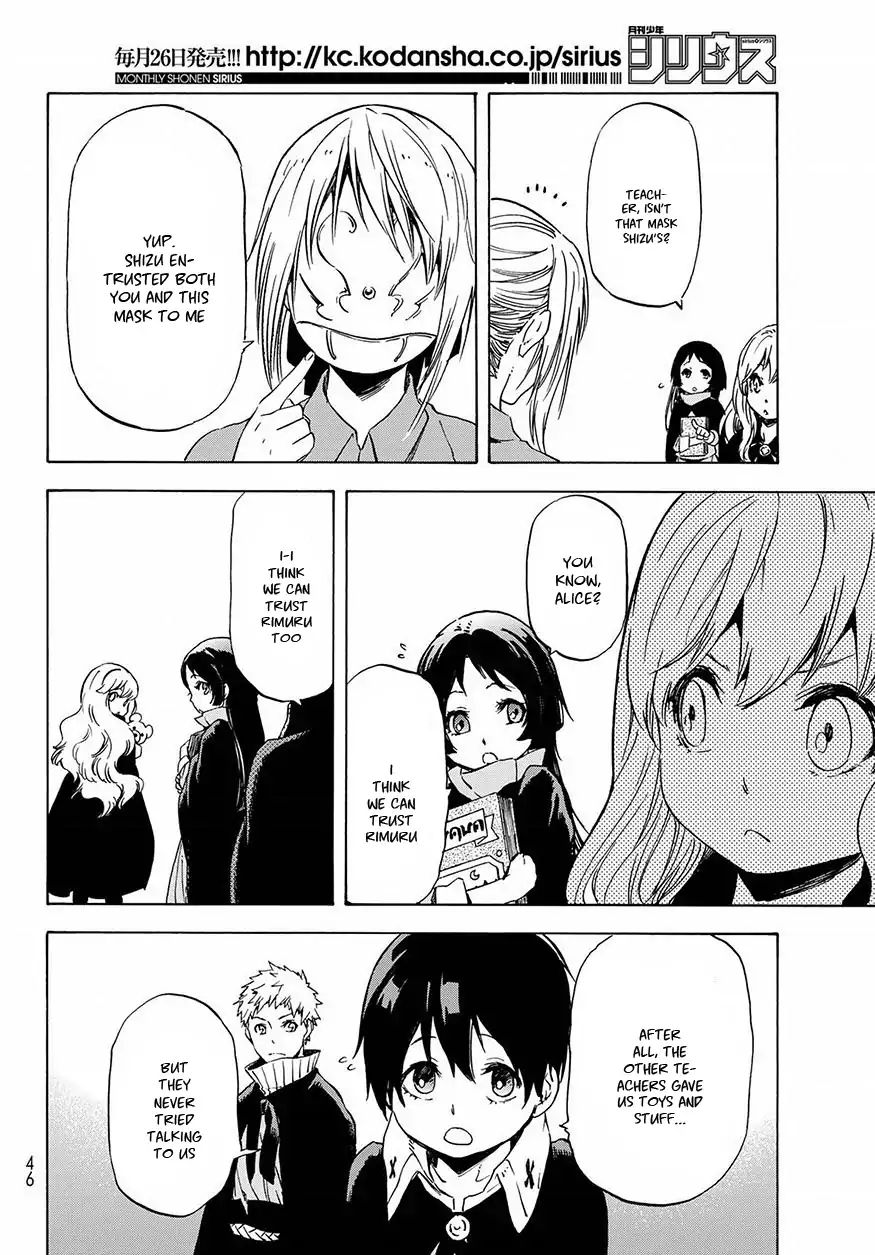 毎月26日発売!!! http://kc.kodansha.co.jp/sirius
MONTHLY SHONEN SIRIUS
月刊少年
シリウス
TEACH-
ER, ISN'T
THAT MASK
SHIZU'S?
YUP.
SHIZU EN-
TRUSTED BOTH
YOU AND THIS
MASK TO ME
YOU
KNOW,
ALICE?
I
THINK
WE CAN
TRUST
RIMURU
I-I
THINK
WE CAN
TRUST
RIMURU
TOO
AFTER
ALL, THE
OTHER TE-
ACHERS GAVE
US TOYS AND
STUFF...
BUT
THEY
NEVER
TRIED
TALKING
TO US
46